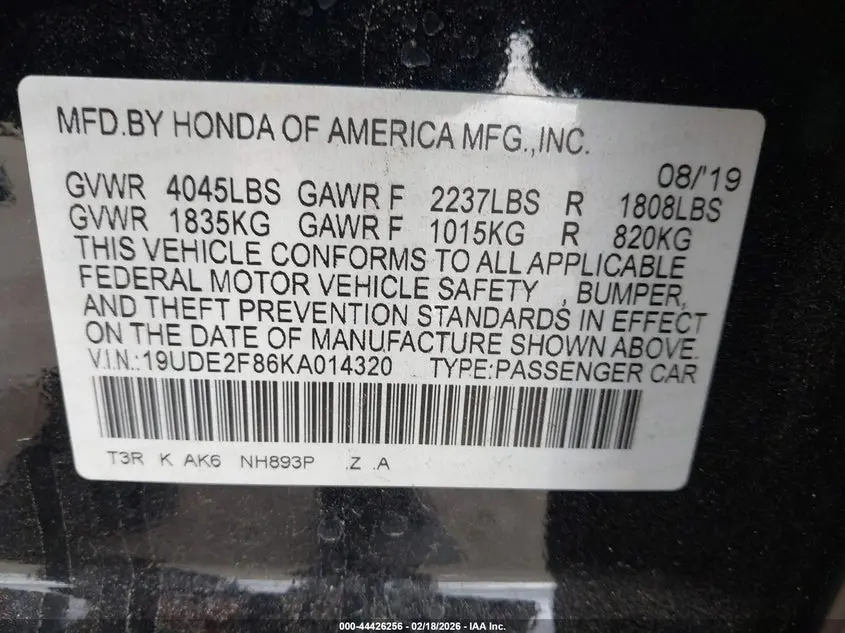 MFD.BY HONDA OF AMERICA MFG.,INC.
08/'19
GVWR 4045LBS GAWR F 2237LBS R 1808LBS
GVWR 1835KG GAWR F 1015KG R 820KG
THIS VEHICLE CONFORMS TO ALL APPLICABLE
FEDERAL MOTOR VEHICLE SAFETY , BUMPER,
AND THEFT PREVENTION STANDARDS IN EFFECT
ON THE DATE OF MANUFACTURE SHOWN ABOVE.
V.I.N.:19UDE2F86KA014320 TYPE:PASSENGER CAR
T3R K AK6 NH893P .Z .A
000-44426256 | 02/18/2026 – IAA Inc.